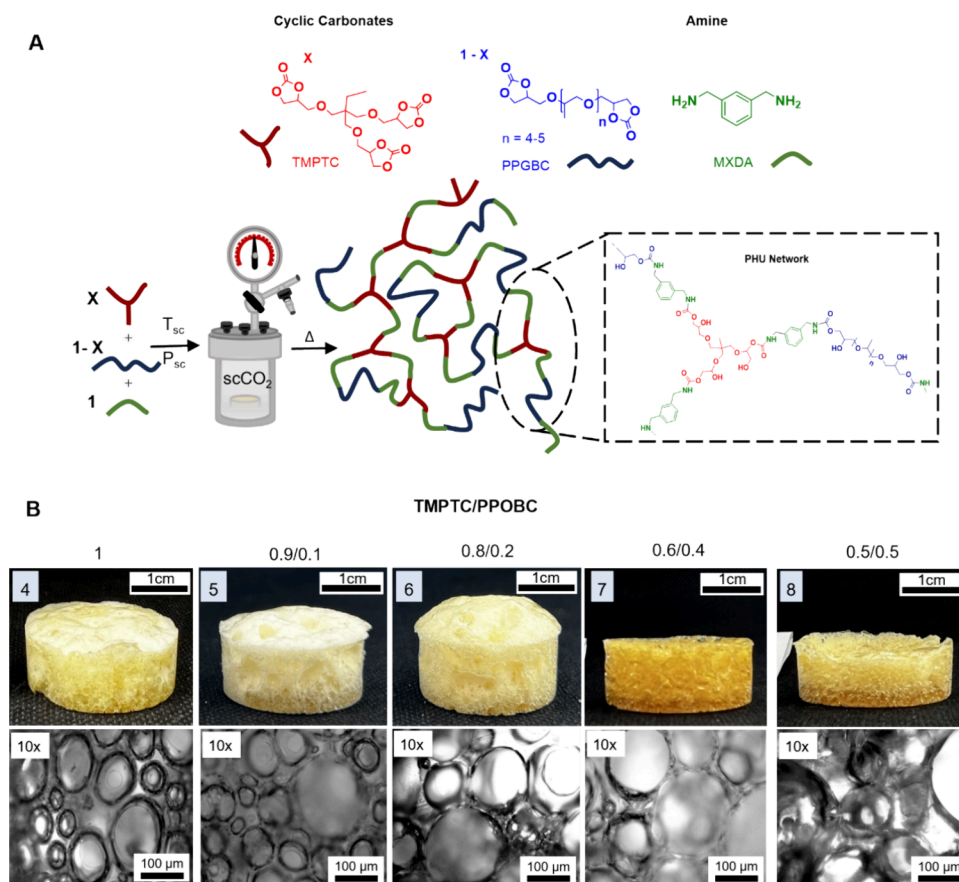 Cyclic Carbonates
Amine
A
X
1 - X
O
O
O
O
O
O
O
O
O
O
O
O
TMPTC
O
O
O
O
O
n
O
O
O
n = 4-5
PPGBC
H₂N
NH₂
MXDA
X
+
1- X
+
1
Tsc
Psc
scCO₂
Δ
PHU Network
B
TMPTC/PPOBC
1
0.9/0.1
0.8/0.2
0.6/0.4
0.5/0.5
4
1cm
5
1cm
6
1cm
7
1cm
8
1cm
10x
10x
10x
10x
10x
100 µm
100 µm
100 µm
100 µm
100 µm